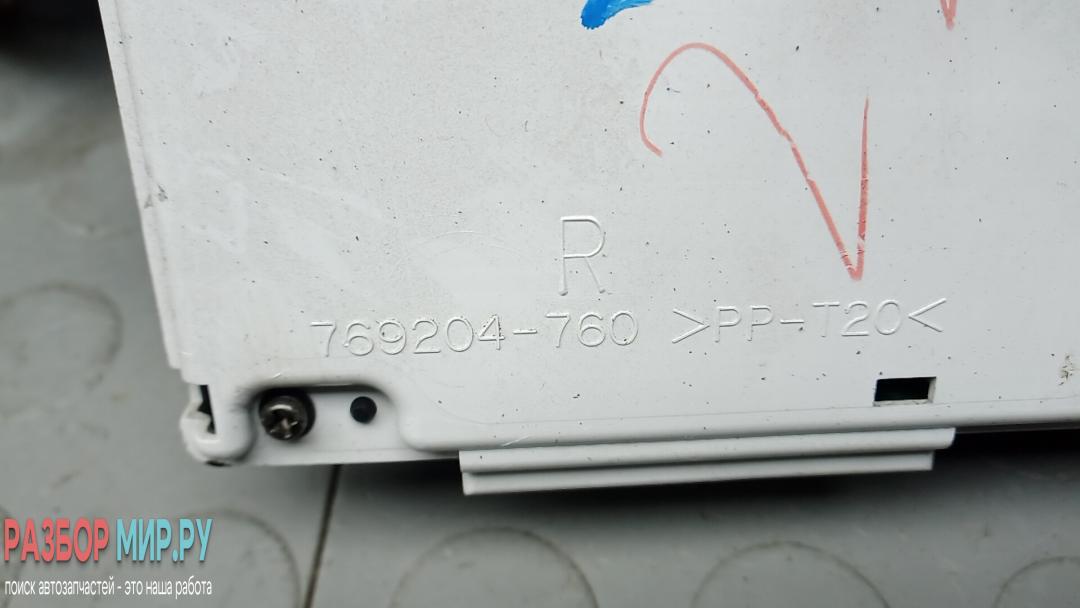 R
769204-760 >PP-T20<
РАЗБОР МИР.РУ
поиск автозапчастей - это наша работа